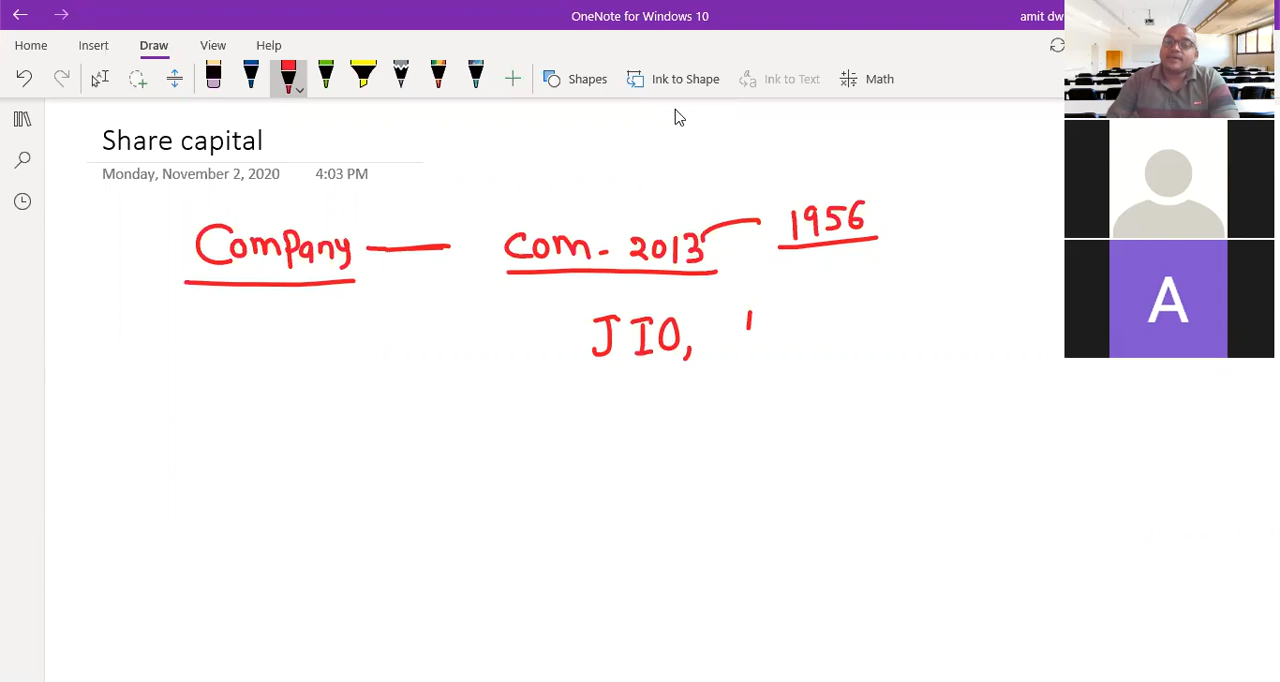 OneNote for Windows 10
amit dw
Home Insert Draw View Help
Shapes Ink to Shape Ink to Text Math
Share capital
Monday, November 2, 2020 4:03 PM
Company — Com - 2013 1956
JIO,
A